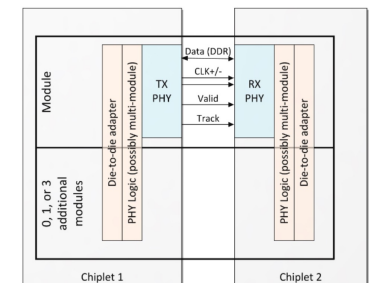 Data (DDR)
CLK+/-
Valid
Track
TX
PHY
RX
PHY
Module
0, 1, or 3
additional
modules
Die-to-die adapter
PHY Logic (possibly multi-module)
PHY Logic (possibly multi-module)
Die-to-die adapter
Chiplet 1
Chiplet 2